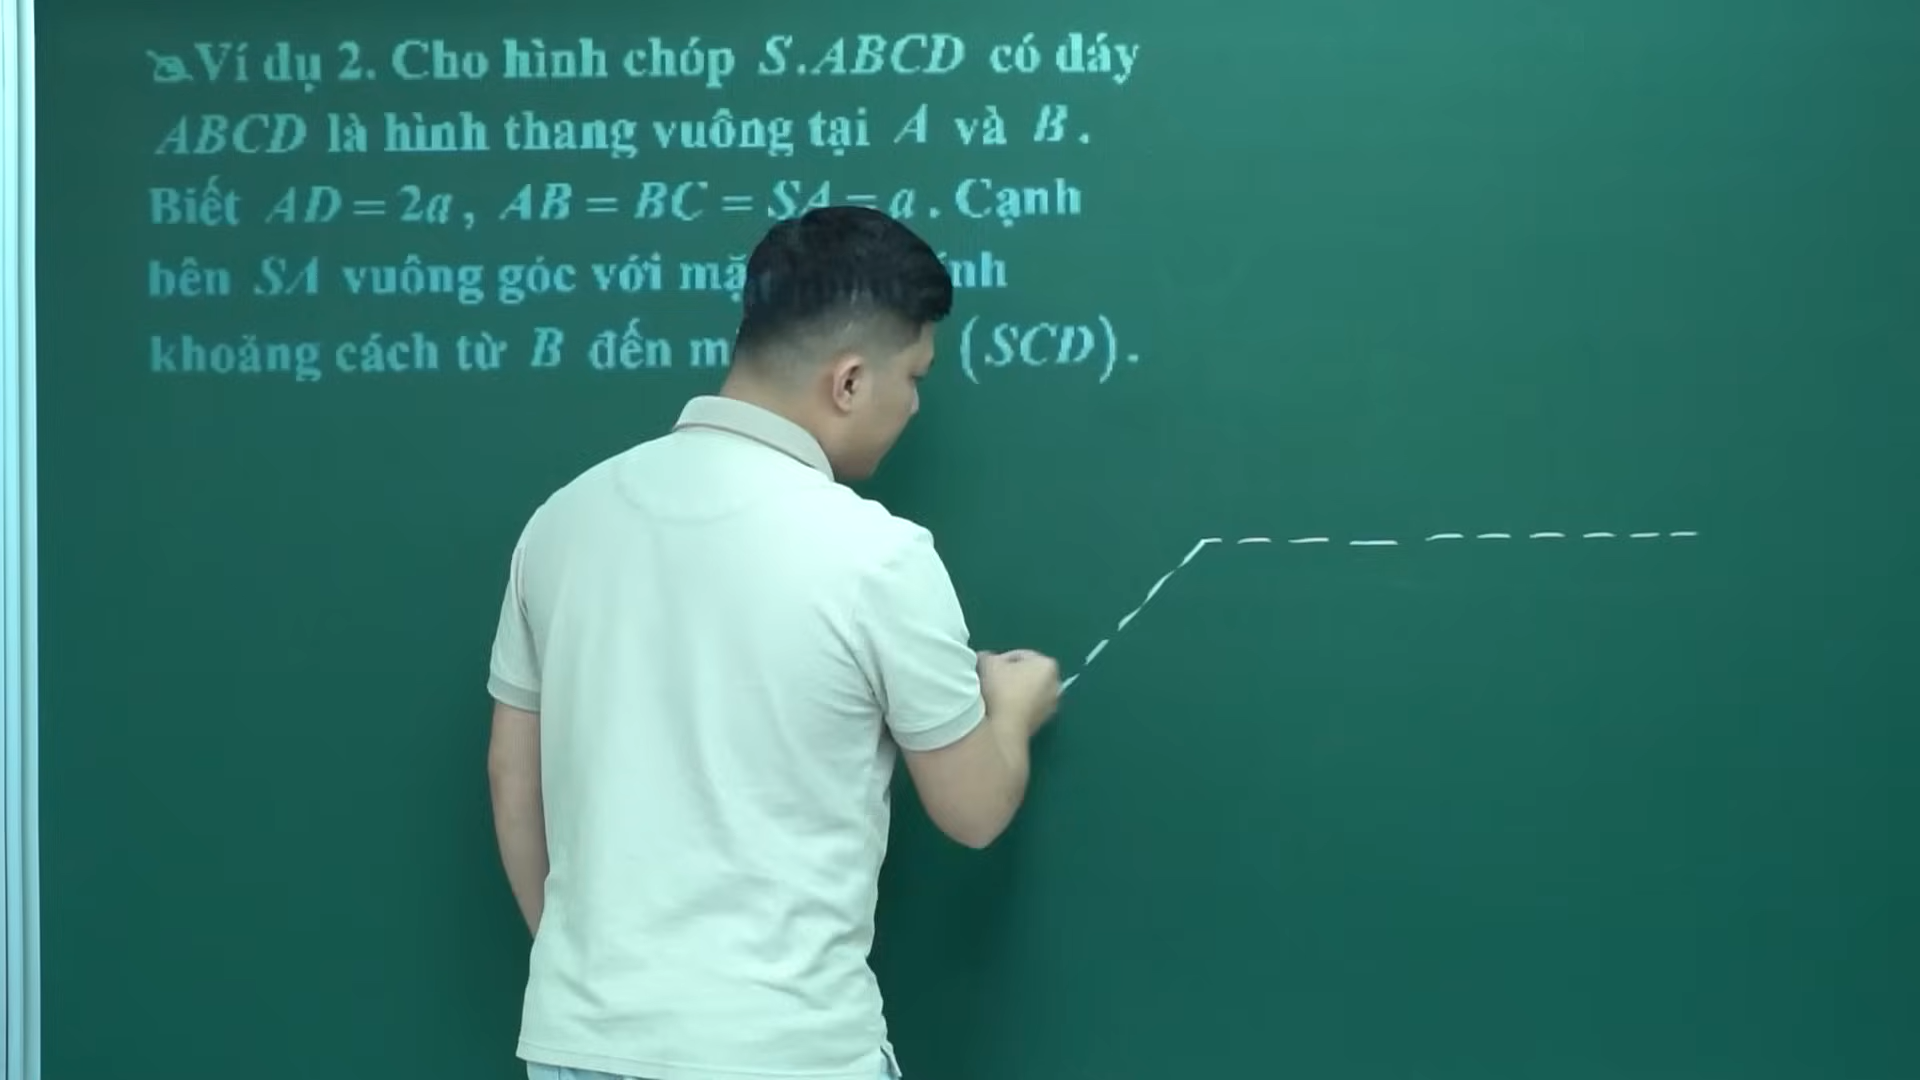 Ví dụ 2. Cho hình chóp S.ABCD có đáy
ABCD là hình thang vuông tại A và B.
Biết AD = 2a, AB = BC = SA = a. Cạnh
bên SA vuông góc với
khoảng cách từ B đến (SCD).